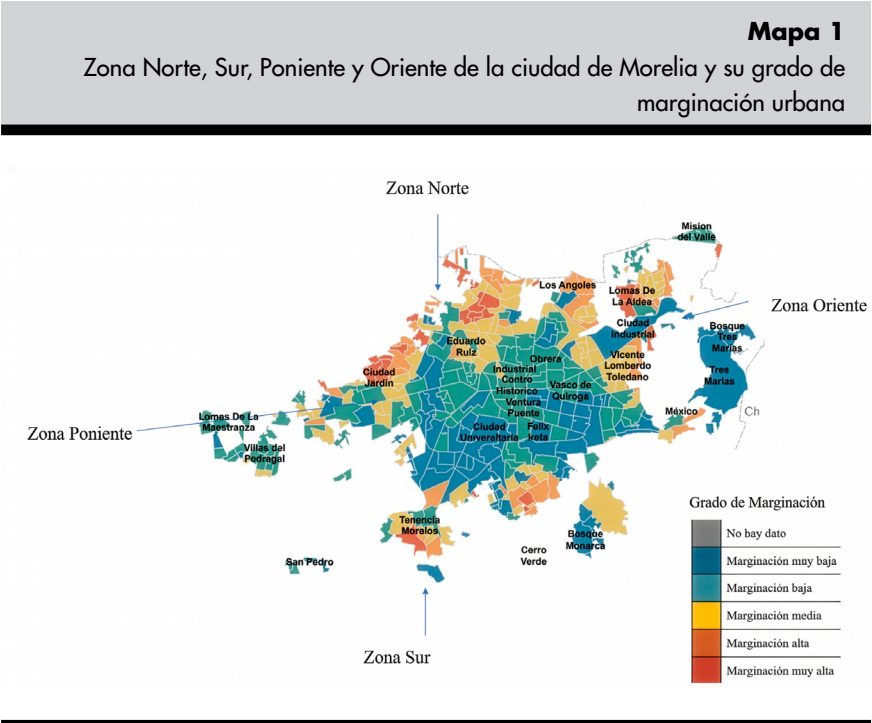 Mapa 1
Zona Norte, Sur, Poniente y Oriente de la ciudad de Morelia y su grado de
marginación urbana
Zona Norte
Mision
del Valle
Los Angoles
Lomas De
La Aldea
Zona Oriente
Ciudad
Industrial
Bosque
Tres
Marias
Eduardo
Ruiz
Obrera
Vicente
Lomberto
Toledano
Industrial
Contro
Historico
Ciudad
Jardín
Tres
Marias
Vasco de
Quiroga
Ventura
Puente
México
Ch
Lomes De La
Maestranza
Zona Poniente
Ciudad
Univeraltaria
Felix
Ireta
Villas del
Podragal
Grado de Marginación
Tenencia
Morelos
No bay dato
Bosque
Monarca
Cerro
Verde
San Pedro
Marginación muy baja
Marginación baja
Marginación media
Marginación alta
Marginación muy alta
Zona Sur